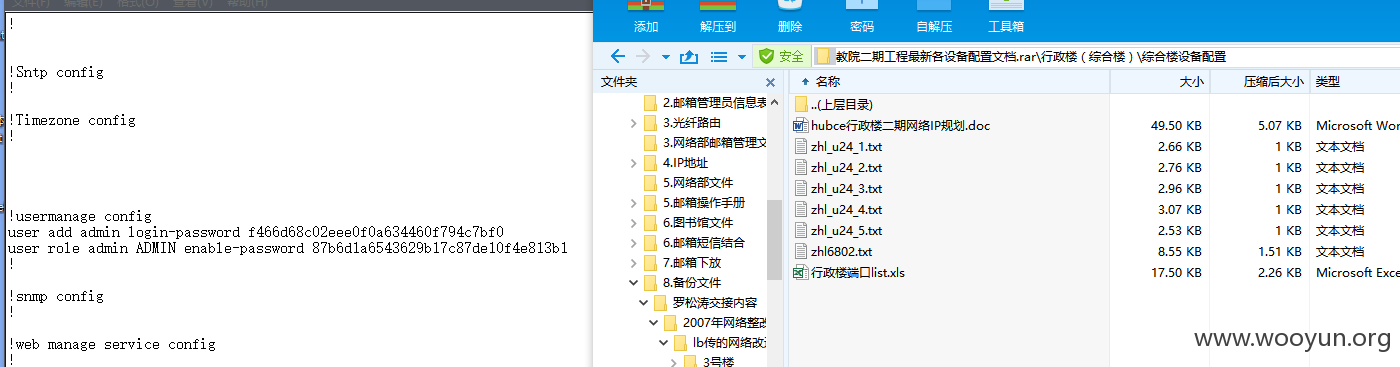 !
!Sntp config
!
!Timezone config
!
!usermanage config
user add admin login-password f466d68c02eee0f0a634460f794c7bf0
user role admin ADMIN enable-password 87b6d1a6543629b17c87de10f4e813b1
!
!snmp config
!
!web manage service config
!
添加 解压到 删除 密码 自解压 工具箱
安全 教院二期工程最新各设备配置文档.rar\行政楼（综合楼）\综合楼设备配置
文件夹
2.邮箱管理员信息表
3.光纤路由
3.网络部邮箱管理文
4.IP地址
5.网络部文件
5.邮箱操作手册
6.图书馆文件
6.邮箱短信结合
7.邮箱下放
8.备份文件
罗松涛交接内容
2007年网络整改
lb传的网络改
3号楼
名称 大小 压缩后大小 类型
..(上层目录)
hubce行政楼二期网络IP规划.doc 49.50 KB 5.07 KB Microsoft Wor
zhl_u24_1.txt 2.66 KB 1 KB 文本文档
zhl_u24_2.txt 2.76 KB 1 KB 文本文档
zhl_u24_3.txt 2.96 KB 1 KB 文本文档
zhl_u24_4.txt 3.07 KB 1 KB 文本文档
zhl_u24_5.txt 2.53 KB 1 KB 文本文档
zhl6802.txt 8.55 KB 1.51 KB 文本文档
行政楼端口list.xls 17.50 KB 2.26 KB Microsoft Exce
www.wooyun.org